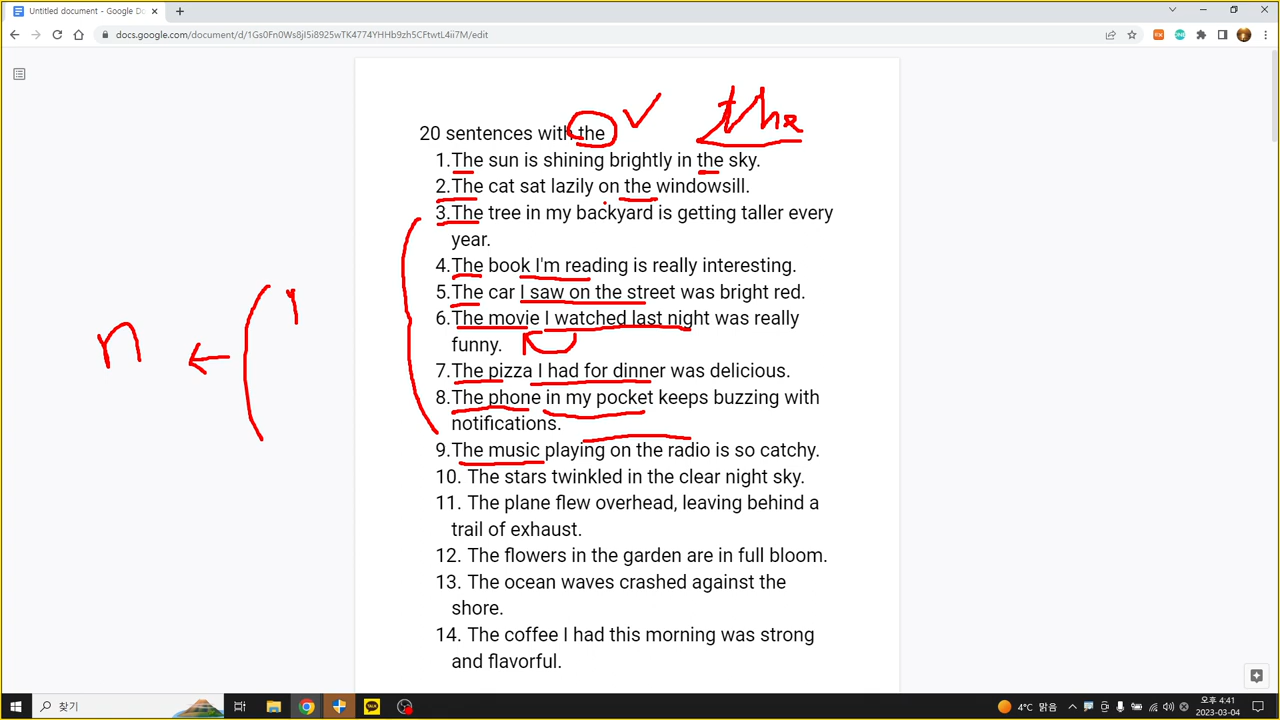 Untitled document - Google Do
docs.google.com/document/d/1Gs0Fn0Ws8jI5i8925wTK4774YHHb9zh5CFtwtL4ii7M/edit
the
20 sentences with the
1.The sun is shining brightly in the sky.
2.The cat sat lazily on the windowsill.
3.The tree in my backyard is getting taller every
year.
4.The book I'm reading is really interesting.
5.The car I saw on the street was bright red.
6.The movie I watched last night was really
funny.
n
7.The pizza I had for dinner was delicious.
8.The phone in my pocket keeps buzzing with
notifications.
9.The music playing on the radio is so catchy.
10. The stars twinkled in the clear night sky.
11. The plane flew overhead, leaving behind a
trail of exhaust.
12. The flowers in the garden are in full bloom.
13. The ocean waves crashed against the
shore.
14. The coffee I had this morning was strong
and flavorful.
찾기
TALK
4°C 맑음
오후 4:41
2023-03-04